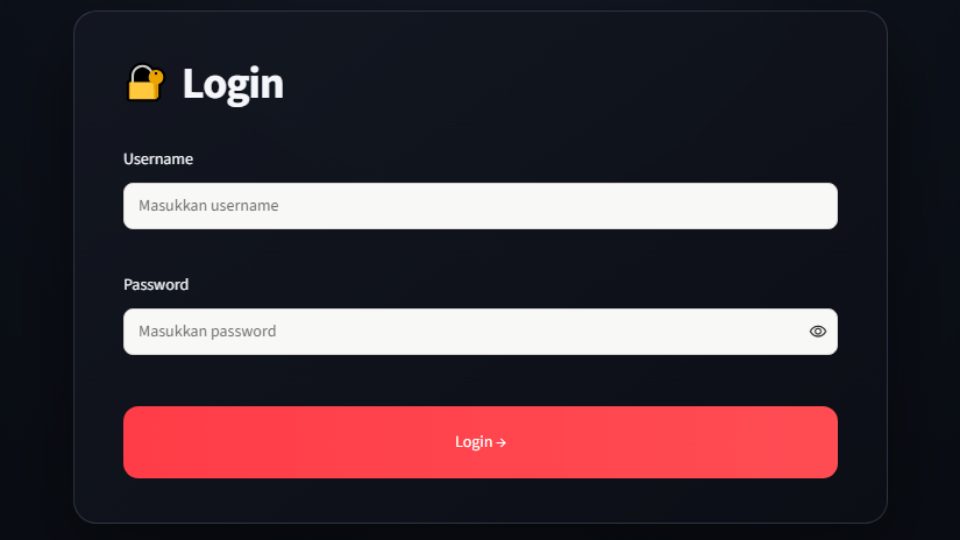 Login
Username
Masukkan username
Password
Masukkan password
Login →